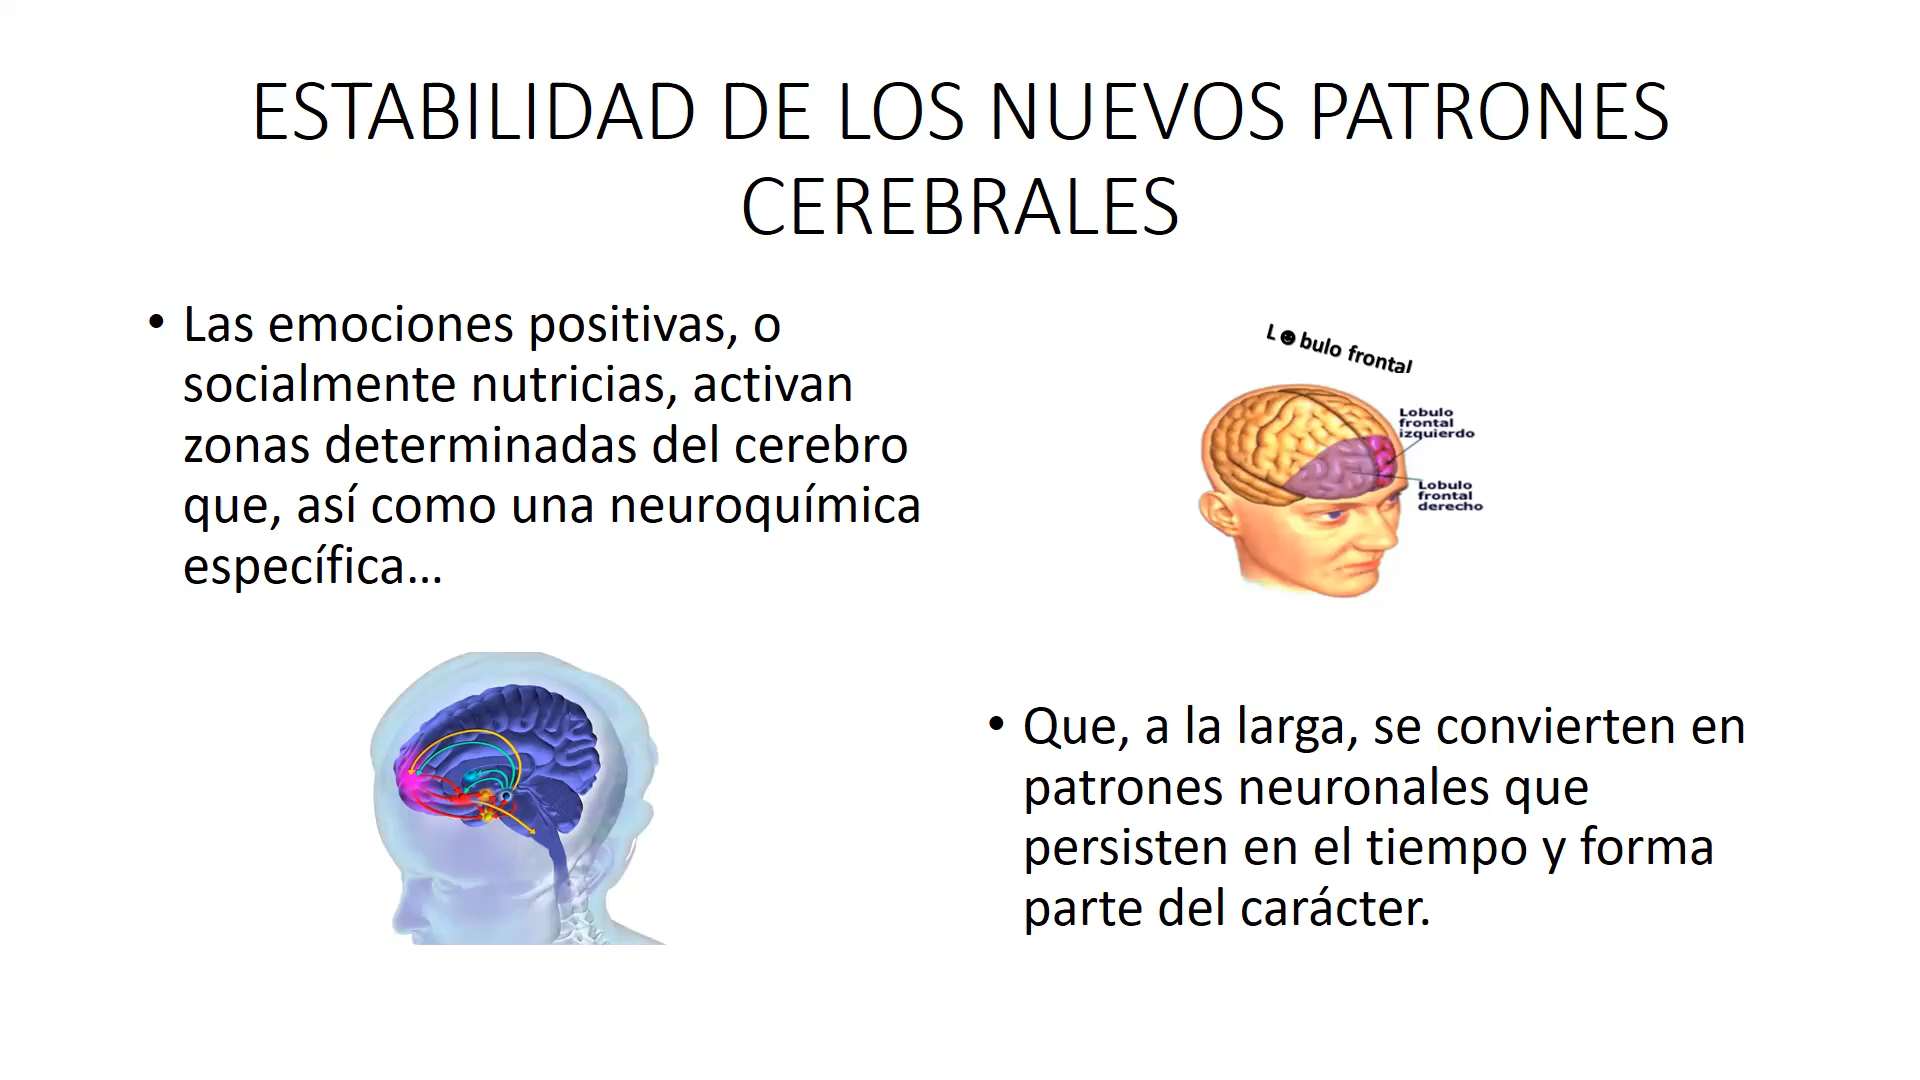 ESTABILIDAD DE LOS NUEVOS PATRONES
CEREBRALES
• Las emociones positivas, o
socialmente nutricias, activan
zonas determinadas del cerebro
que, así como una neuroquímica
específica…
L☻bulo frontal
Lobulo
frontal
izquierdo
Lobulo
frontal
derecho
• Que, a la larga, se convierten en
patrones neuronales que
persisten en el tiempo y forma
parte del carácter.